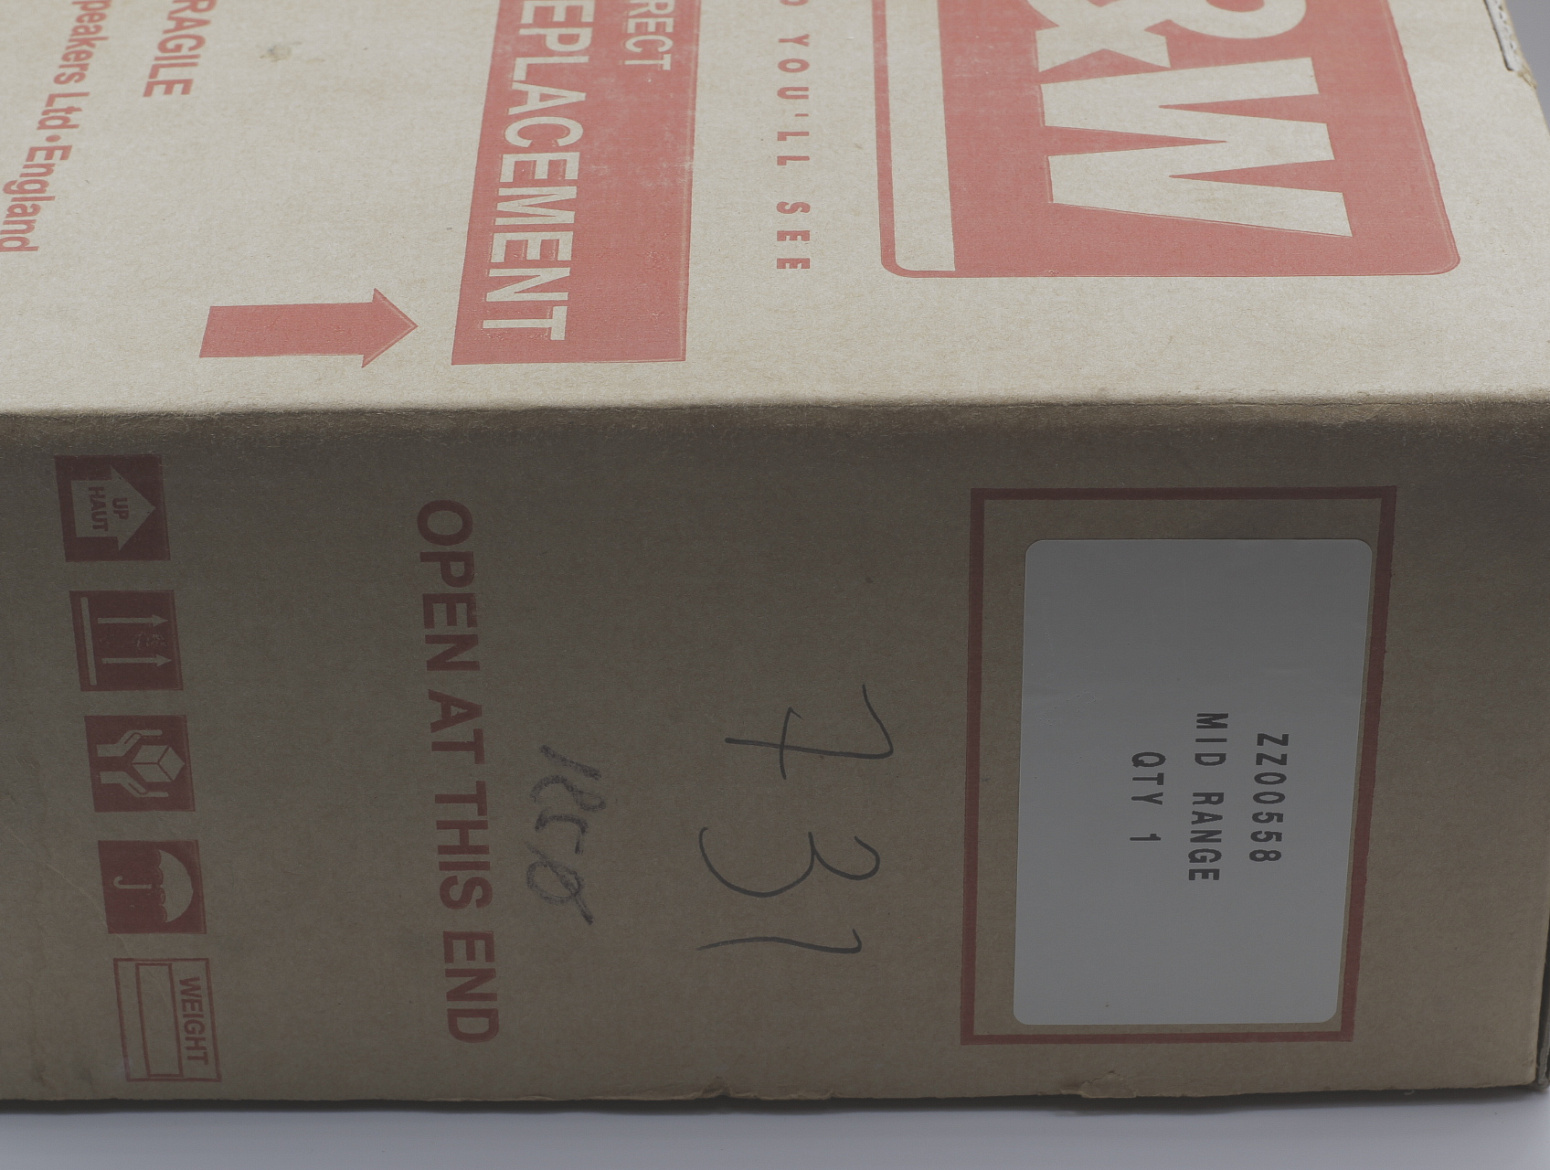 &W
O YOU'LL SEE
RECT
EPLACEMENT
RAGILE
peakers Ltd•England
ZZ00558
MID RANGE
QTY 1
731
OPEN AT THIS END
UP
HAUT
WEIGHT